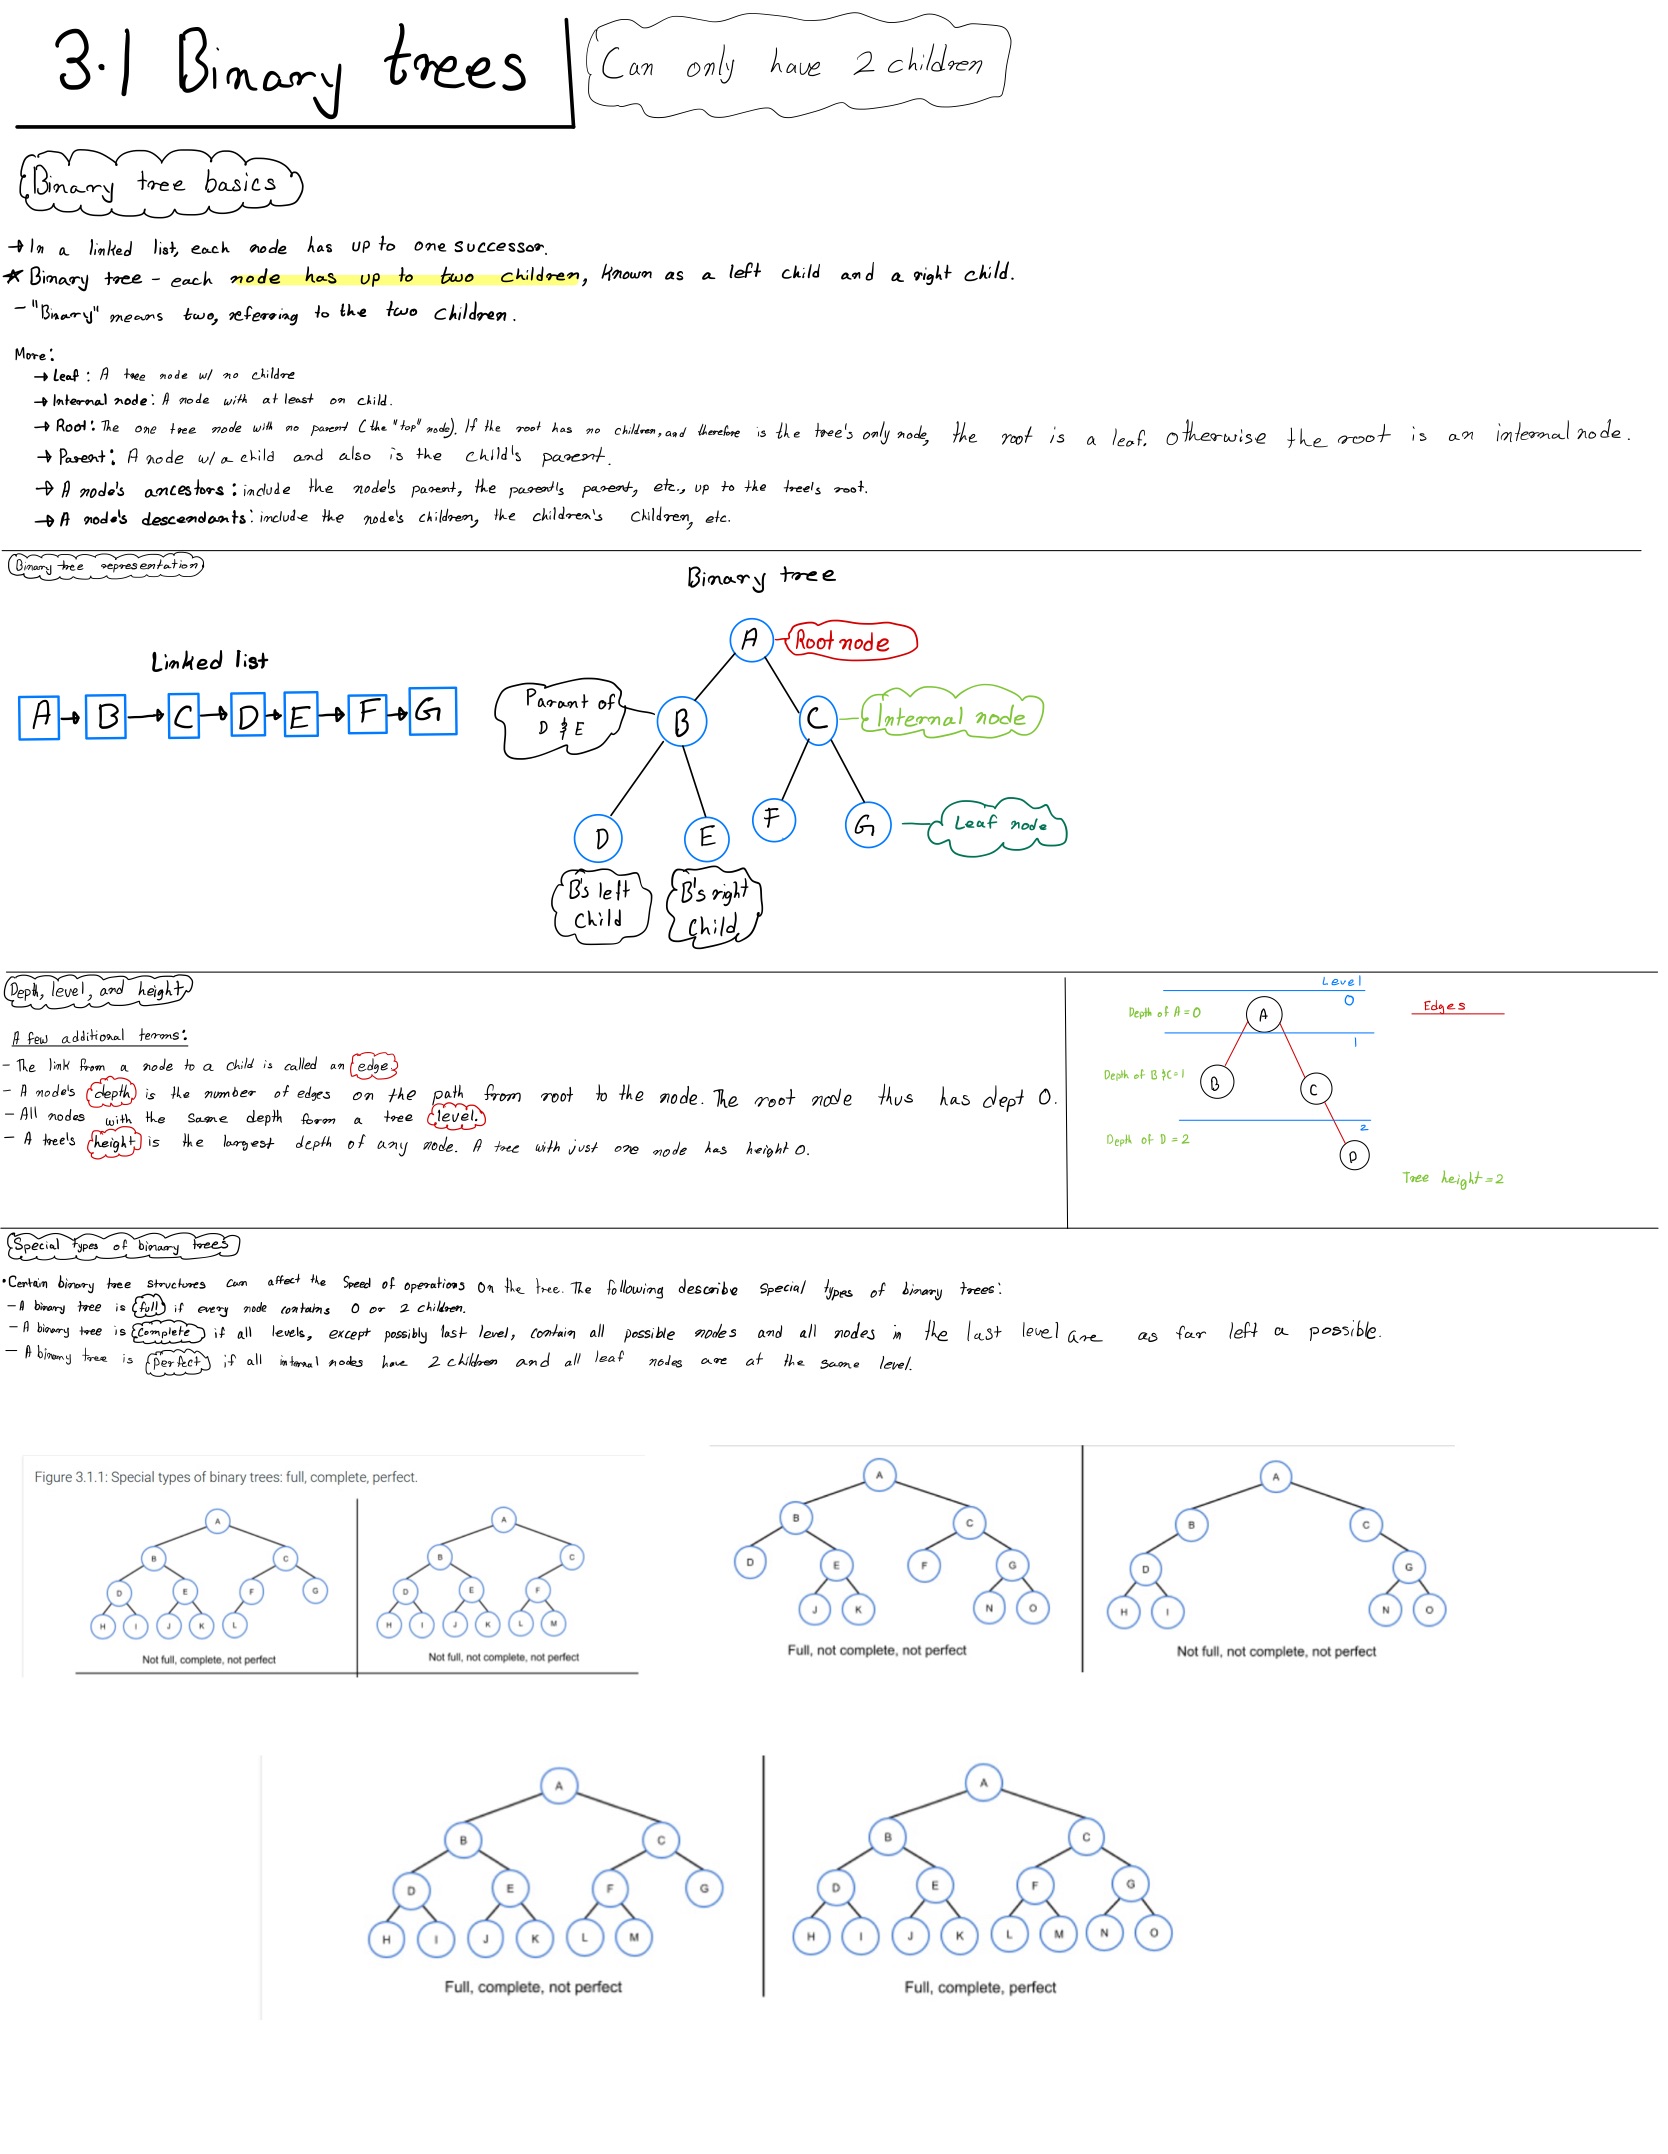 3.1 Binary trees
Can only have 2 children
Binary tree basics
→ In a linked list, each node has up to one successor.
★ Binary tree - each node has up to two children, known as a left child and a right child.
- "Binary" means two, referring to the two children.
More:
→ Leaf: A tree node w/ no childre
→ Internal node: A node with at least on child.
→ Root: The one tree node with no parent (the "top" node). If the root has no children, and therefore is the tree's only node, the root is a leaf. Otherwise the root is an internal node.
→ Parent: A node w/ a child and also is the child's parent.
→ A node's ancestors: include the node's parent, the parent's parent, etc., up to the tree's root.
→ A node's descendants: include the node's children, the children's children, etc.
Binary tree representation
Binary tree
Linked list
A → B → C → D → E → F → G
A
Root node
Parant of
D & E
B
C
Internal node
D
E
F
G
Leaf node
B's left
child
B's right
Child
Depth, level, and height
A few additional terms:
- The link from a node to a child is called an edge.
- A node's depth is the number of edges on the path from root to the node. The root node thus has dept 0.
- All nodes with the same depth form a tree level.
- A tree's height is the largest depth of any node. A tree with just one node has height 0.
Level
0
Depth of A = 0
A
Edges
1
Depth of B & C = 1
B
C
2
Depth of D = 2
D
Tree height = 2
Special types of binary trees
• Certain binary tree structures can affect the speed of operations on the tree. The following describe special types of binary trees:
- A binary tree is full if every node contains 0 or 2 children.
- A binary tree is complete if all levels, except possibly last level, contain all possible nodes and all nodes in the last level are as far left a possible.
- A binary tree is perfect if all internal nodes have 2 children and all leaf nodes are at the same level.
Figure 3.1.1: Special types of binary trees: full, complete, perfect.
A
B C
D E F G
H I J K L
Not full, complete, not perfect
A
B C
D E F
H I J K L M
Not full, not complete, not perfect
A
B C
D E F G
J K N O
Full, not complete, not perfect
A
B C
D G
H I N O
Not full, not complete, not perfect
A
B C
D E F G
H I J K L M
Full, complete, not perfect
A
B C
D E F G
H I J K L M N O
Full, complete, perfect